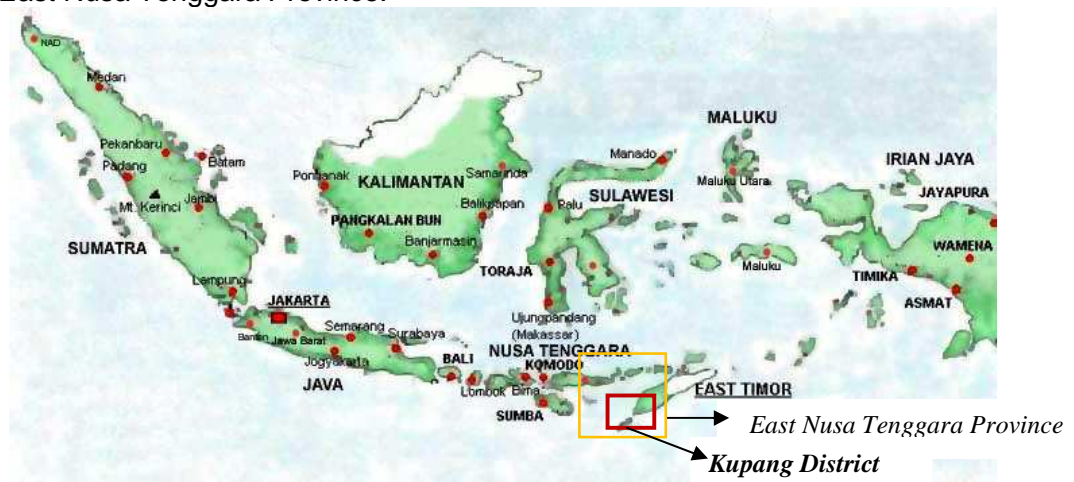 East Nusa Tenggara Province.
NAD
Medan
Pekanbaru
Batam
Padang
Mt. Kerinci
Jambi
SUMATRA
Lampung
Pontianak
KALIMANTAN
Samarinda
Balikpapan
PANGKALAN BUN
Banjarmasin
Manado
SULAWESI
Palu
TORAJA
Ujungpandang
(Makassar)
MALUKU
Maluku Utara
Maluku
IRIAN JAYA
JAYAPURA
WAMENA
TIMIKA
ASMAT
JAKARTA
Banten
Jawa Barat
Semarang
Surabaya
Jogyakarta
JAVA
BALI
Lombok
NUSA TENGGARA
KOMODO
Bima
SUMBA
EAST TIMOR
East Nusa Tenggara Province
Kupang District